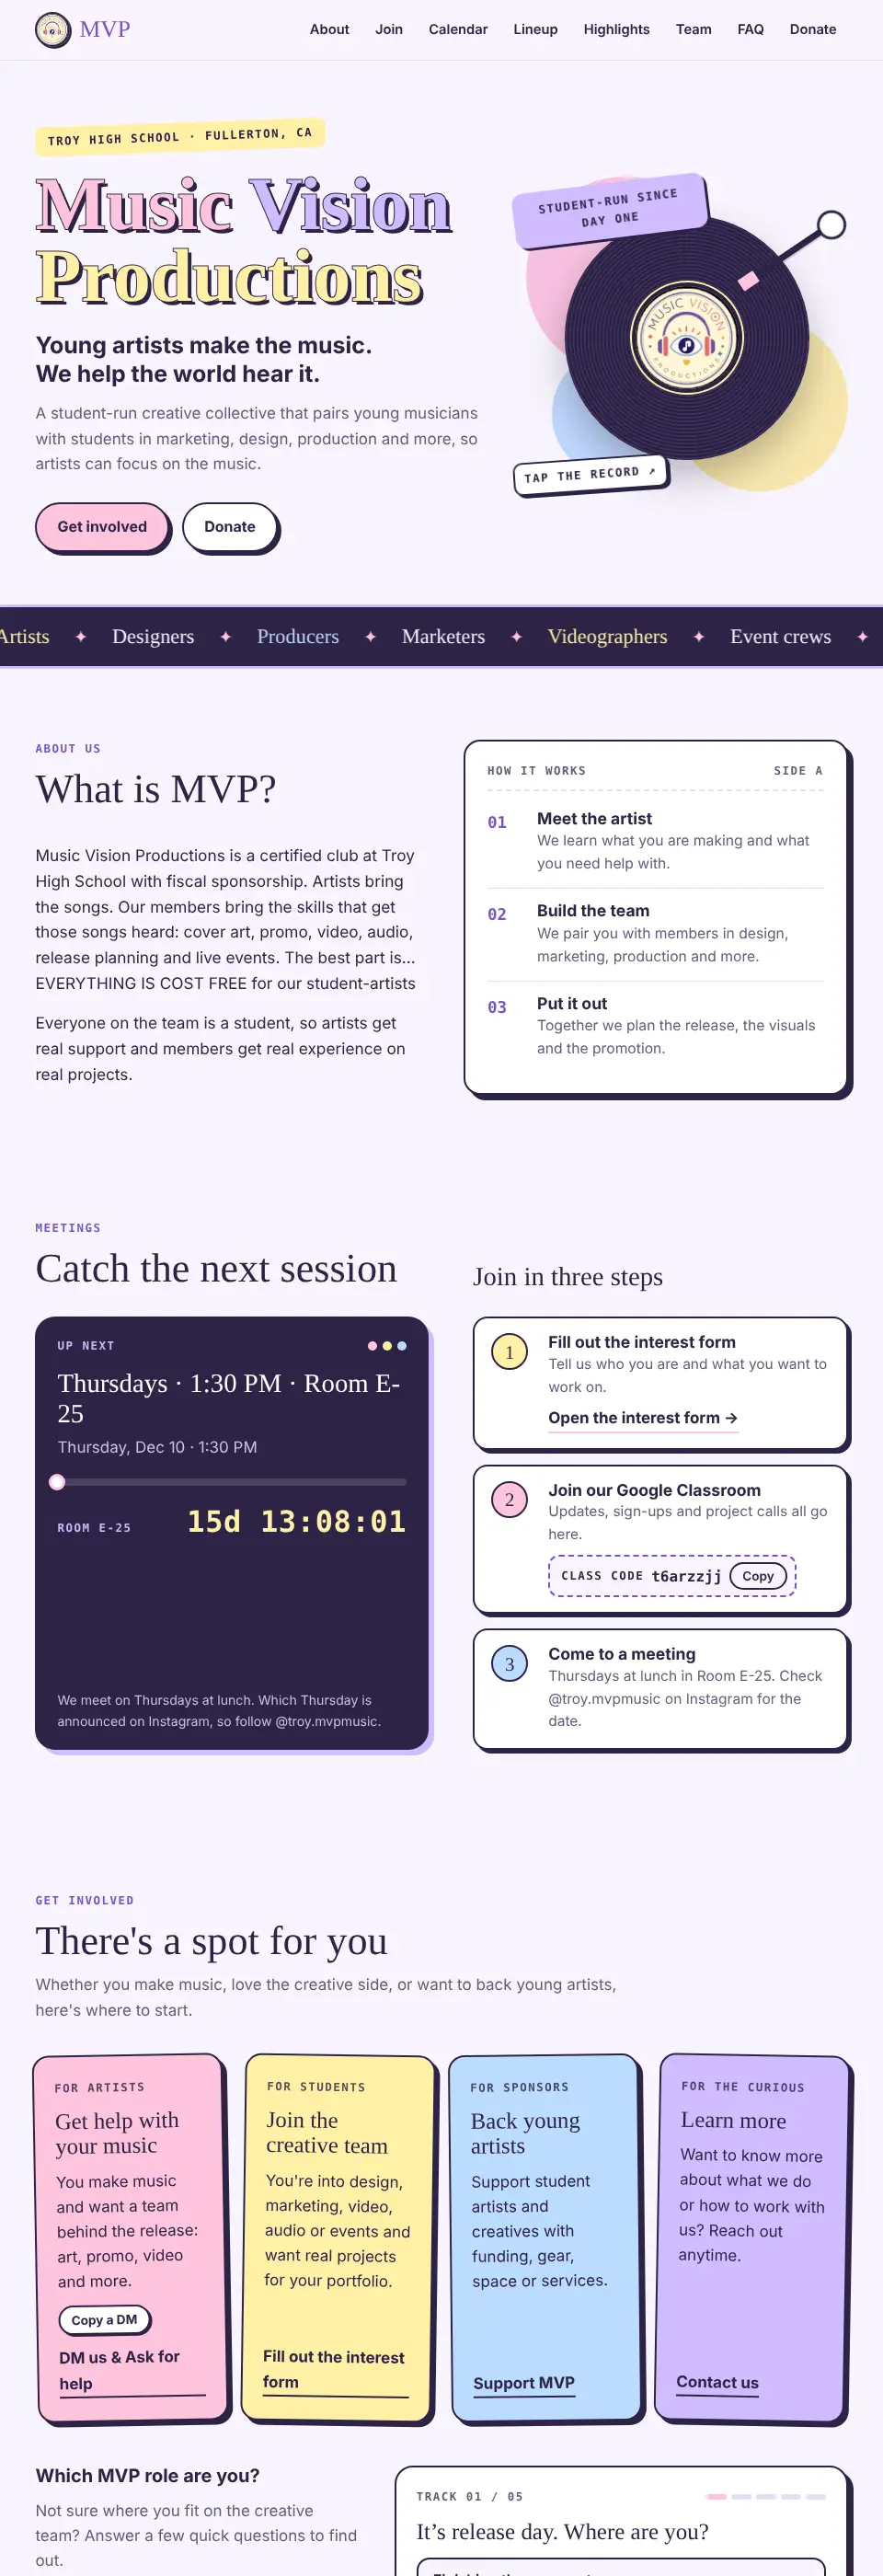 MVP
About Join Calendar Lineup Highlights Team FAQ Donate
TROY HIGH SCHOOL · FULLERTON, CA
Music Vision
Productions
Young artists make the music.
We help the world hear it.
A student-run creative collective that pairs young musicians
with students in marketing, design, production and more, so
artists can focus on the music.
Get involved
Donate
STUDENT-RUN SINCE
DAY ONE
MUSIC VISION
PRODUCTIONS
TAP THE RECORD ↗
Artists ✦ Designers ✦ Producers ✦ Marketers ✦ Videographers ✦ Event crews ✦
ABOUT US
What is MVP?
Music Vision Productions is a certified club at Troy
High School with fiscal sponsorship. Artists bring
the songs. Our members bring the skills that get
those songs heard: cover art, promo, video, audio,
release planning and live events. The best part is...
EVERYTHING IS COST FREE for our student-artists
Everyone on the team is a student, so artists get
real support and members get real experience on
real projects.
HOW IT WORKS
SIDE A
01
Meet the artist
We learn what you are making and what
you need help with.
02
Build the team
We pair you with members in design,
marketing, production and more.
03
Put it out
Together we plan the release, the visuals
and the promotion.
MEETINGS
Catch the next session
UP NEXT
Thursdays · 1:30 PM · Room E-
25
Thursday, Dec 10 · 1:30 PM
ROOM E-25
15d 13:08:01
We meet on Thursdays at lunch. Which Thursday is
announced on Instagram, so follow @troy.mvpmusic.
Join in three steps
1
Fill out the interest form
Tell us who you are and what you want to
work on.
Open the interest form →
2
Join our Google Classroom
Updates, sign-ups and project calls all go
here.
CLASS CODE t6arzzjj Copy
3
Come to a meeting
Thursdays at lunch in Room E-25. Check
@troy.mvpmusic on Instagram for the
date.
GET INVOLVED
There's a spot for you
Whether you make music, love the creative side, or want to back young artists,
here's where to start.
FOR ARTISTS
Get help with
your music
You make music
and want a team
behind the release:
art, promo, video
and more.
Copy a DM
DM us & Ask for
help
FOR STUDENTS
Join the
creative team
You're into design,
marketing, video,
audio or events and
want real projects
for your portfolio.
Fill out the interest
form
FOR SPONSORS
Back young
artists
Support student
artists and
creatives with
funding, gear,
space or services.
Support MVP
FOR THE CURIOUS
Learn more
Want to know more
about what we do
or how to work with
us? Reach out
anytime.
Contact us
Which MVP role are you?
Not sure where you fit on the creative
team? Answer a few quick questions to find
out.
TRACK 01 / 05
It’s release day. Where are you?